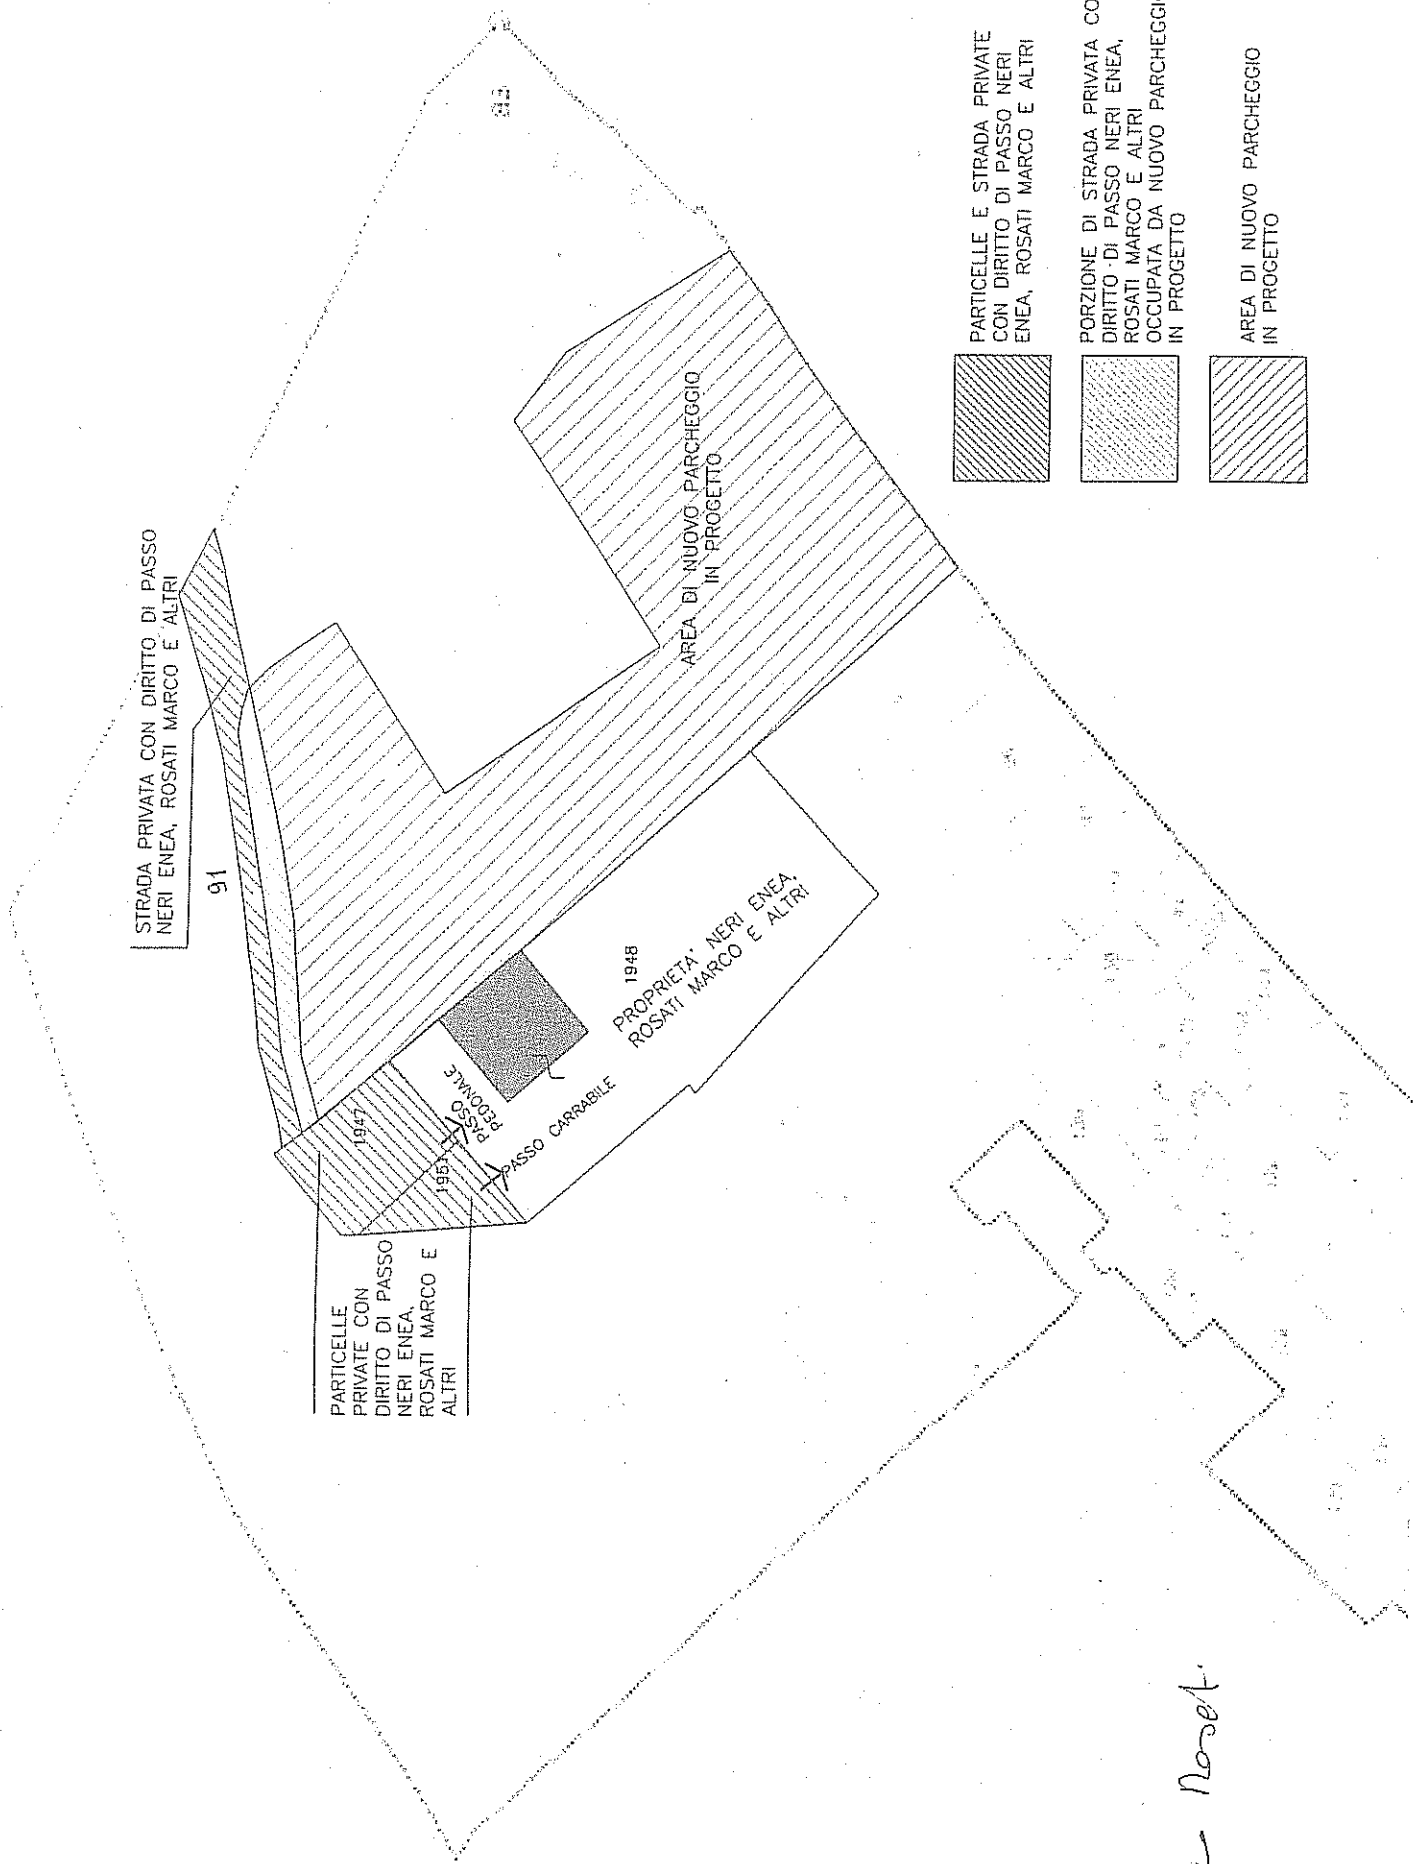 STRADA PRIVATA CON DIRITTO DI PASSO
NERI ENEA, ROSATI MARCO E ALTRI
91
PARTICELLE
PRIVATE CON
DIRITTO DI PASSO
NERI ENEA,
ROSATI MARCO E
ALTRI
1947
1951
PASSO
PEDONALE
PASSO CARRABILE
1948
PROPRIETA' NERI ENEA,
ROSATI MARCO E ALTRI
AREA DI NUOVO PARCHEGGIO
IN PROGETTO
PARTICELLE E STRADA PRIVATE
CON DIRITTO DI PASSO NERI
ENEA, ROSATI MARCO E ALTRI
PORZIONE DI STRADA PRIVATA CO
DIRITTO DI PASSO NERI ENEA,
ROSATI MARCO E ALTRI
OCCUPATA DA NUOVO PARCHEGGI
IN PROGETTO
AREA DI NUOVO PARCHEGGIO
IN PROGETTO